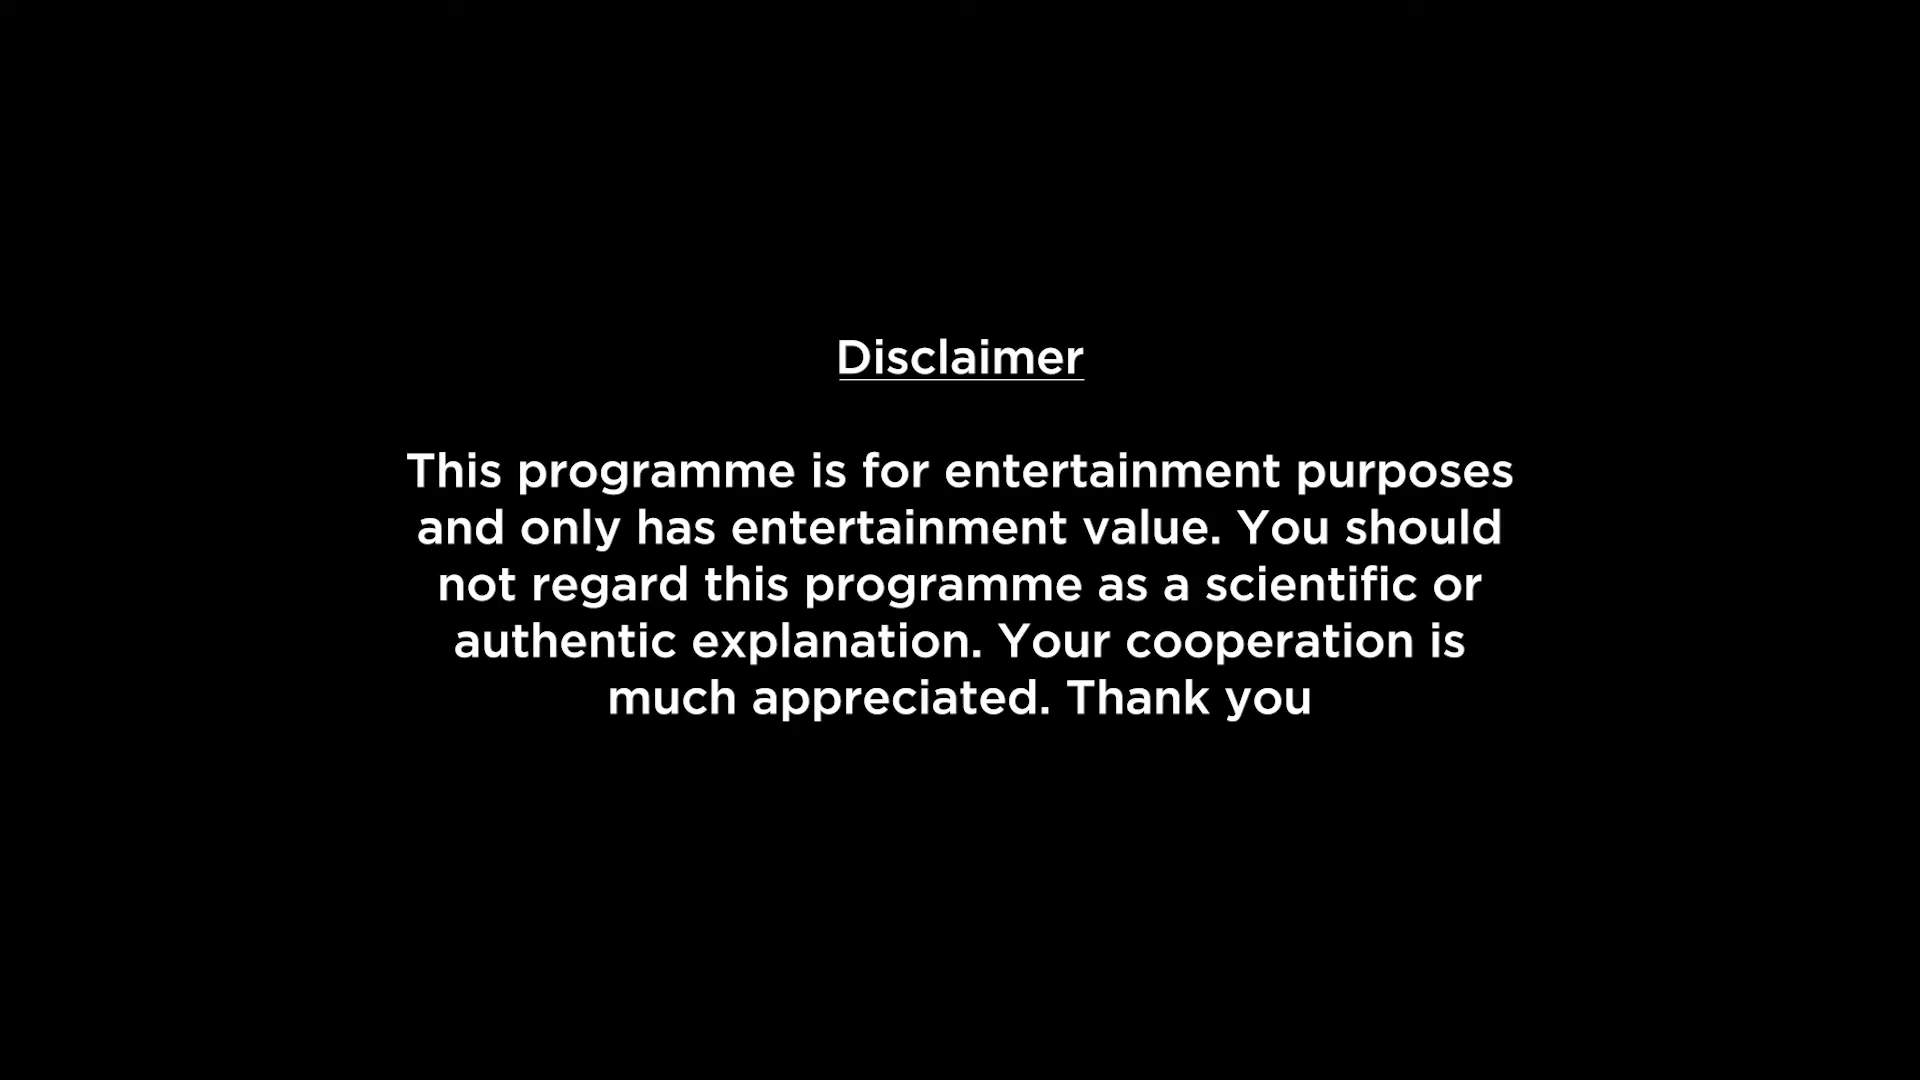 Disclaimer
This programme is for entertainment purposes
and only has entertainment value. You should
not regard this programme as a scientific or
authentic explanation. Your cooperation is
much appreciated. Thank you